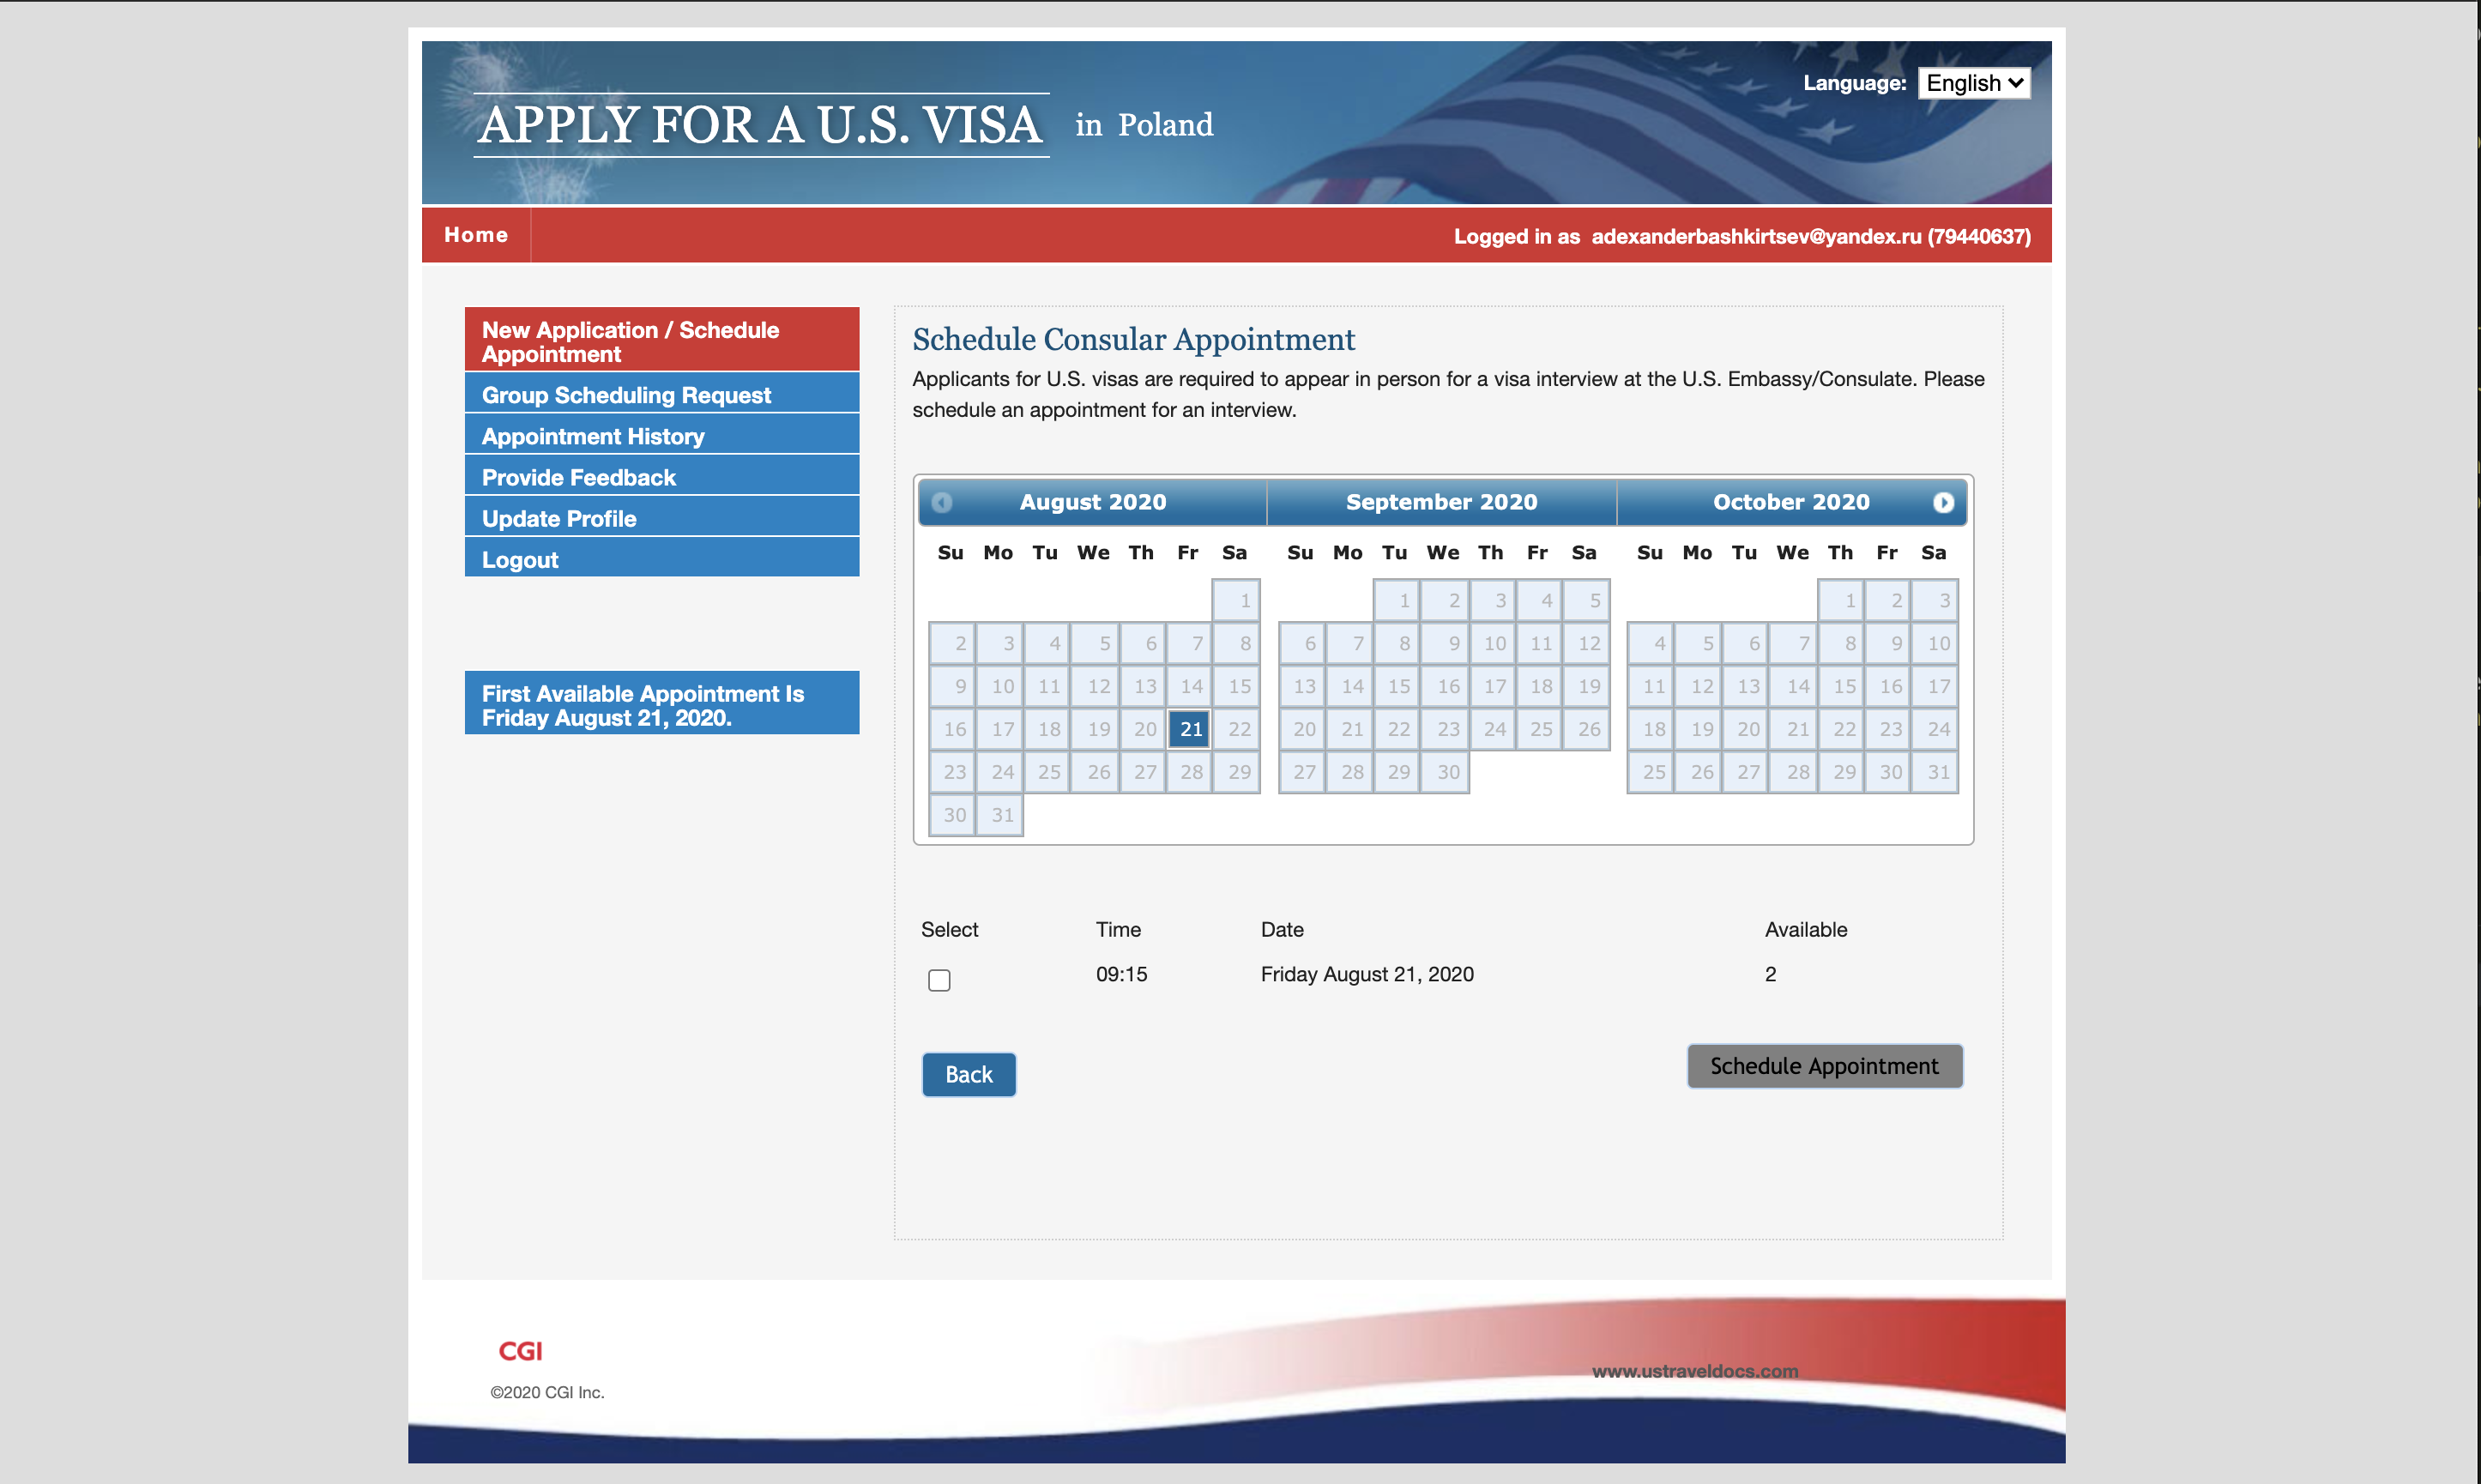 APPLY FOR A U.S. VISA in Poland
Language: English
Home
Logged in as adexanderbashkirtsev@yandex.ru (79440637)
New Application / Schedule
Appointment
Group Scheduling Request
Appointment History
Provide Feedback
Update Profile
Logout
First Available Appointment Is
Friday August 21, 2020.
Schedule Consular Appointment
Applicants for U.S. visas are required to appear in person for a visa interview at the U.S. Embassy/Consulate. Please
schedule an appointment for an interview.
August 2020
Su Mo Tu We Th Fr Sa
1
2 3 4 5 6 7 8
9 10 11 12 13 14 15
16 17 18 19 20 21 22
23 24 25 26 27 28 29
30 31
September 2020
Su Mo Tu We Th Fr Sa
1 2 3 4 5
6 7 8 9 10 11 12
13 14 15 16 17 18 19
20 21 22 23 24 25 26
27 28 29 30
October 2020
Su Mo Tu We Th Fr Sa
1 2 3
4 5 6 7 8 9 10
11 12 13 14 15 16 17
18 19 20 21 22 23 24
25 26 27 28 29 30 31
Select Time Date Available
09:15 Friday August 21, 2020 2
Back
Schedule Appointment
CGI
©2020 CGI Inc.
www.ustraveldocs.com